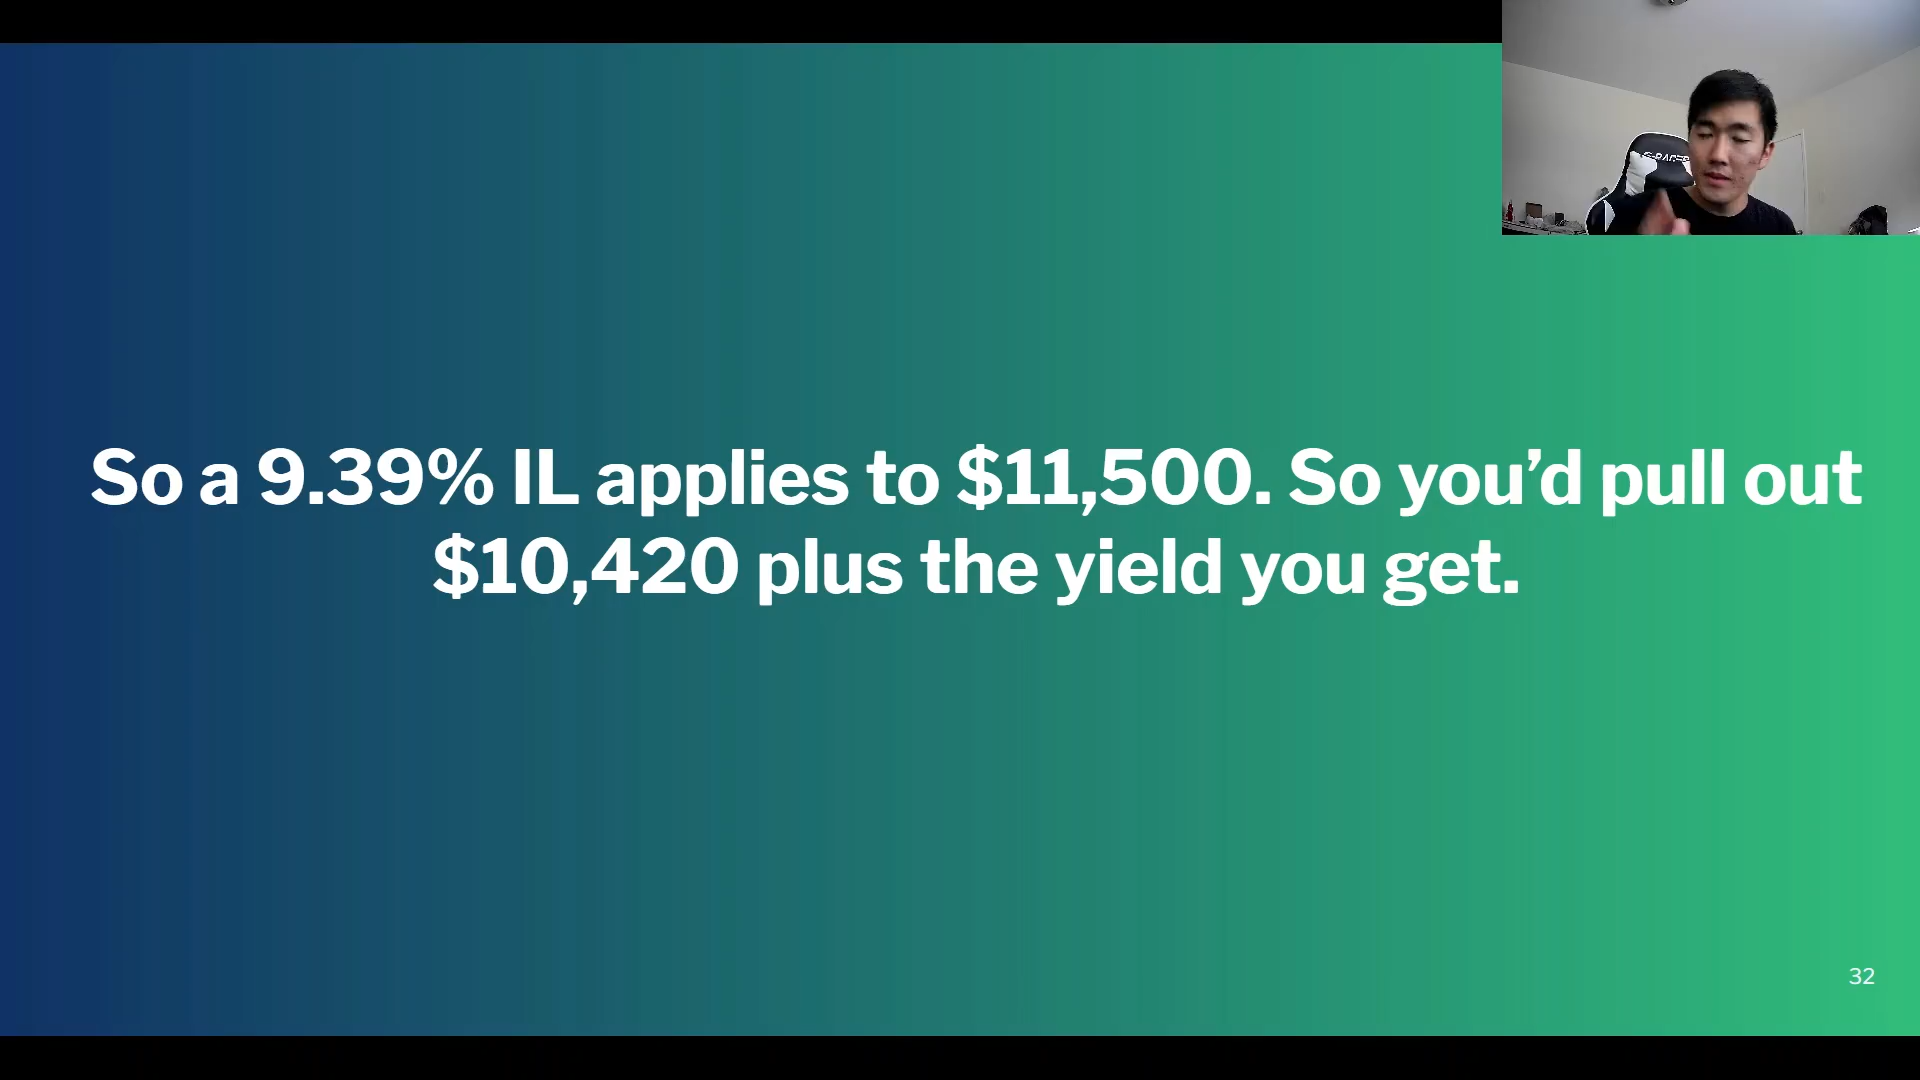 So a 9.39% IL applies to $11,500. So you’d pull out
$10,420 plus the yield you get.
32